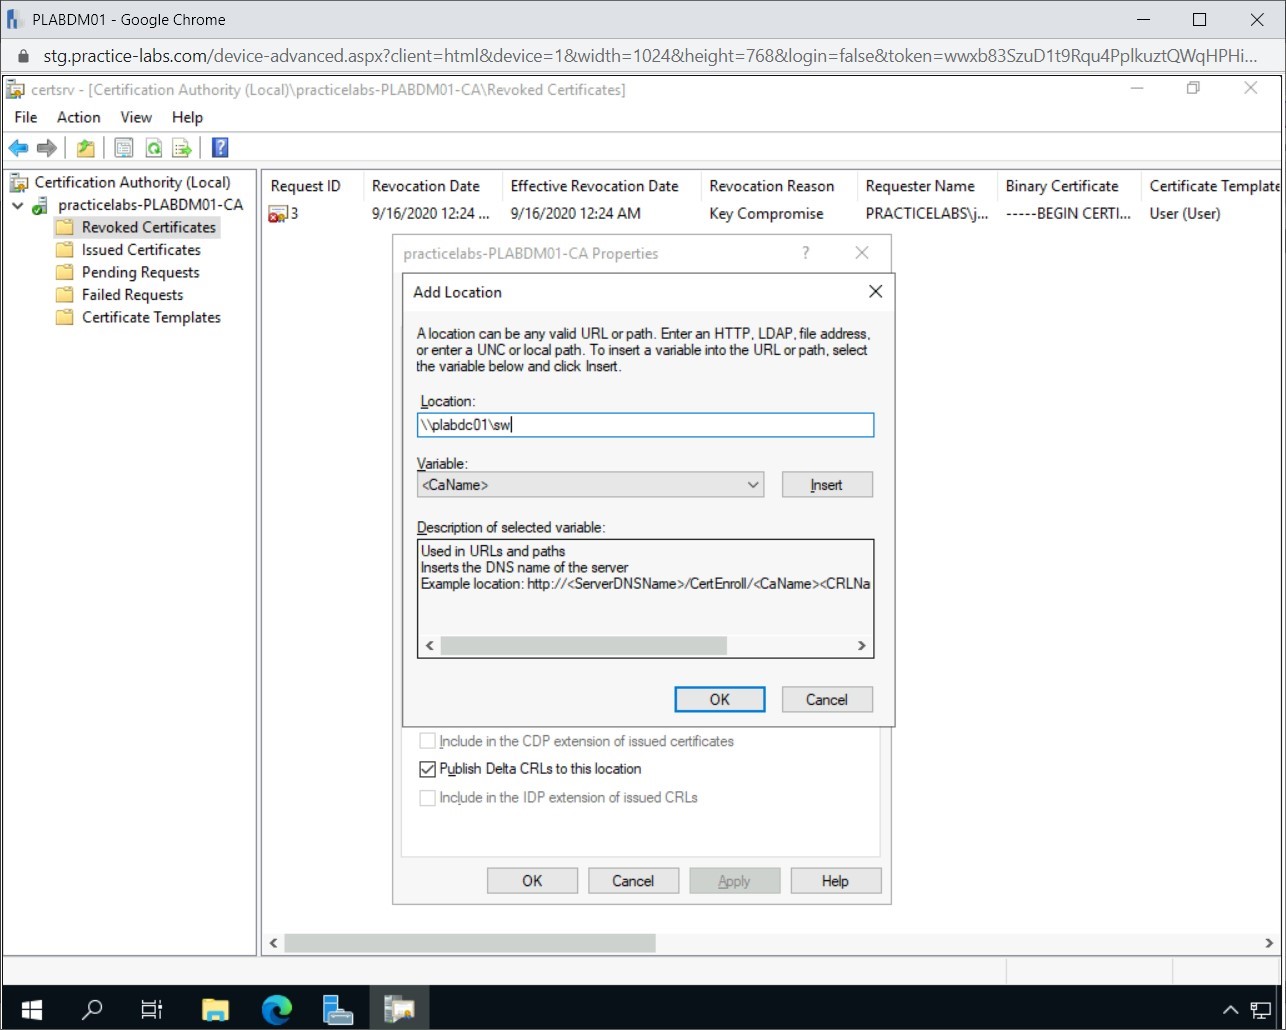 PLABDM01 - Google Chrome
stg.practice-labs.com/device-advanced.aspx?client=html&device=1&width=1024&height=768&login=false&token=wwxb83SzuD1t9Rqu4PplkuztQWqHPHi...
certsrv - [Certification Authority (Local)\practicelabs-PLABDM01-CA\Revoked Certificates]
File Action View Help
Certification Authority (Local)
practicelabs-PLABDM01-CA
Revoked Certificates
Issued Certificates
Pending Requests
Failed Requests
Certificate Templates
Request ID Revocation Date Effective Revocation Date Revocation Reason Requester Name Binary Certificate Certificate Template
3 9/16/2020 12:24 ... 9/16/2020 12:24 AM Key Compromise PRACTICELABS\j... -----BEGIN CERTI... User (User)
practicelabs-PLABDM01-CA Properties ?
Add Location
A location can be any valid URL or path. Enter an HTTP, LDAP, file address,
or enter a UNC or local path. To insert a variable into the URL or path, select
the variable below and click Insert.
Location:
\\plabdc01\sw
Variable:
<CaName> Insert
Description of selected variable:
Used in URLs and paths
Inserts the DNS name of the server
Example location: http://<ServerDNSName>/CertEnroll/<CaName><CRLNa
OK Cancel
Include in the CDP extension of issued certificates
Publish Delta CRLs to this location
Include in the IDP extension of issued CRLs
OK Cancel Apply Help